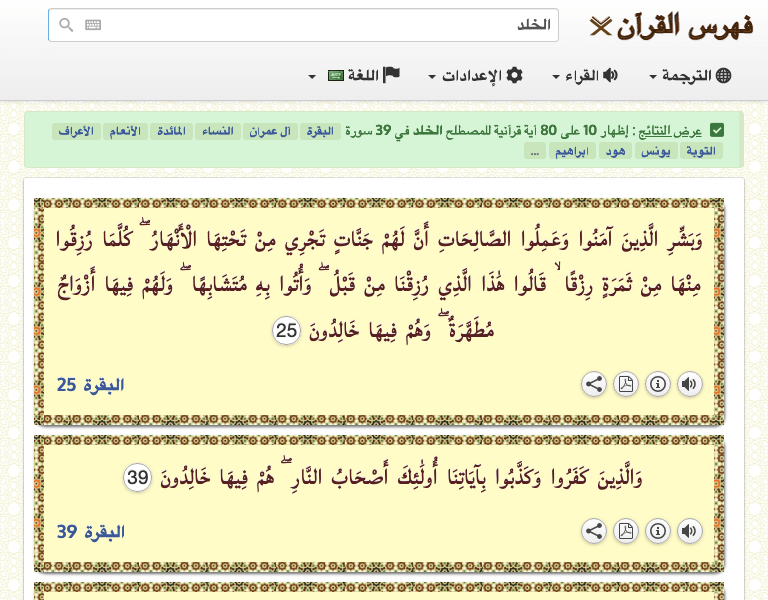 فهرس القرآن
الخلد
الترجمة القراء الإعدادات اللغة
عرض النتائج : إظهار 10 على 80 آية قرآنية للمصطلح الخلد في 39 سورة البقرة آل عمران النساء المائدة الأنعام الأعراف
التوبة يونس هود ابراهيم ...
وَبَشِّرِ الَّذِينَ آمَنُوا وَعَمِلُوا الصَّالِحَاتِ أَنَّ لَهُمْ جَنَّاتٍ تَجْرِي مِنْ تَحْتِهَا الْأَنْهَارُ ۖ كُلَّمَا رُزِقُوا
مِنْهَا مِنْ ثَمَرَةٍ رِزْقًا ۙ قَالُوا هَٰذَا الَّذِي رُزِقْنَا مِنْ قَبْلُ ۖ وَأُتُوا بِهِ مُتَشَابِهًا ۖ وَلَهُمْ فِيهَا أَزْوَاجٌ
مُطَهَّرَةٌ ۖ وَهُمْ فِيهَا خَالِدُونَ 25
البقرة 25
وَالَّذِينَ كَفَرُوا وَكَذَّبُوا بِآيَاتِنَا أُولَٰئِكَ أَصْحَابُ النَّارِ ۖ هُمْ فِيهَا خَالِدُونَ 39
البقرة 39